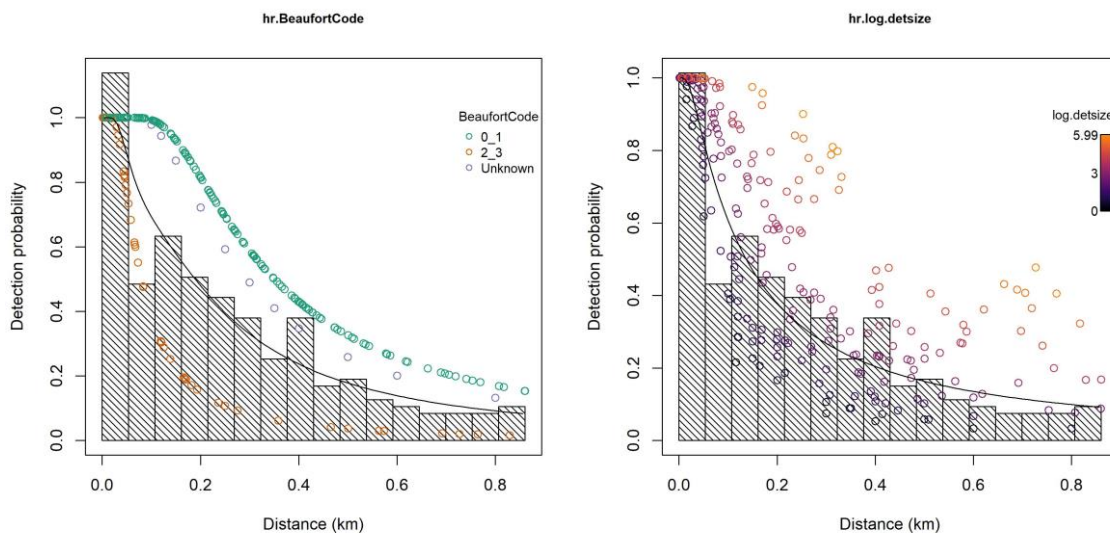 hr.BeaufortCode
Detection probability
1.0
0.8
0.6
0.4
0.2
0.0
BeaufortCode
0_1
2_3
Unknown
0.0 0.2 0.4 0.6 0.8
Distance (km)
hr.log.detsize
Detection probability
1.0
0.8
0.6
0.4
0.2
0.0
log.detsize
5.99
3
0
0.0 0.2 0.4 0.6 0.8
Distance (km)